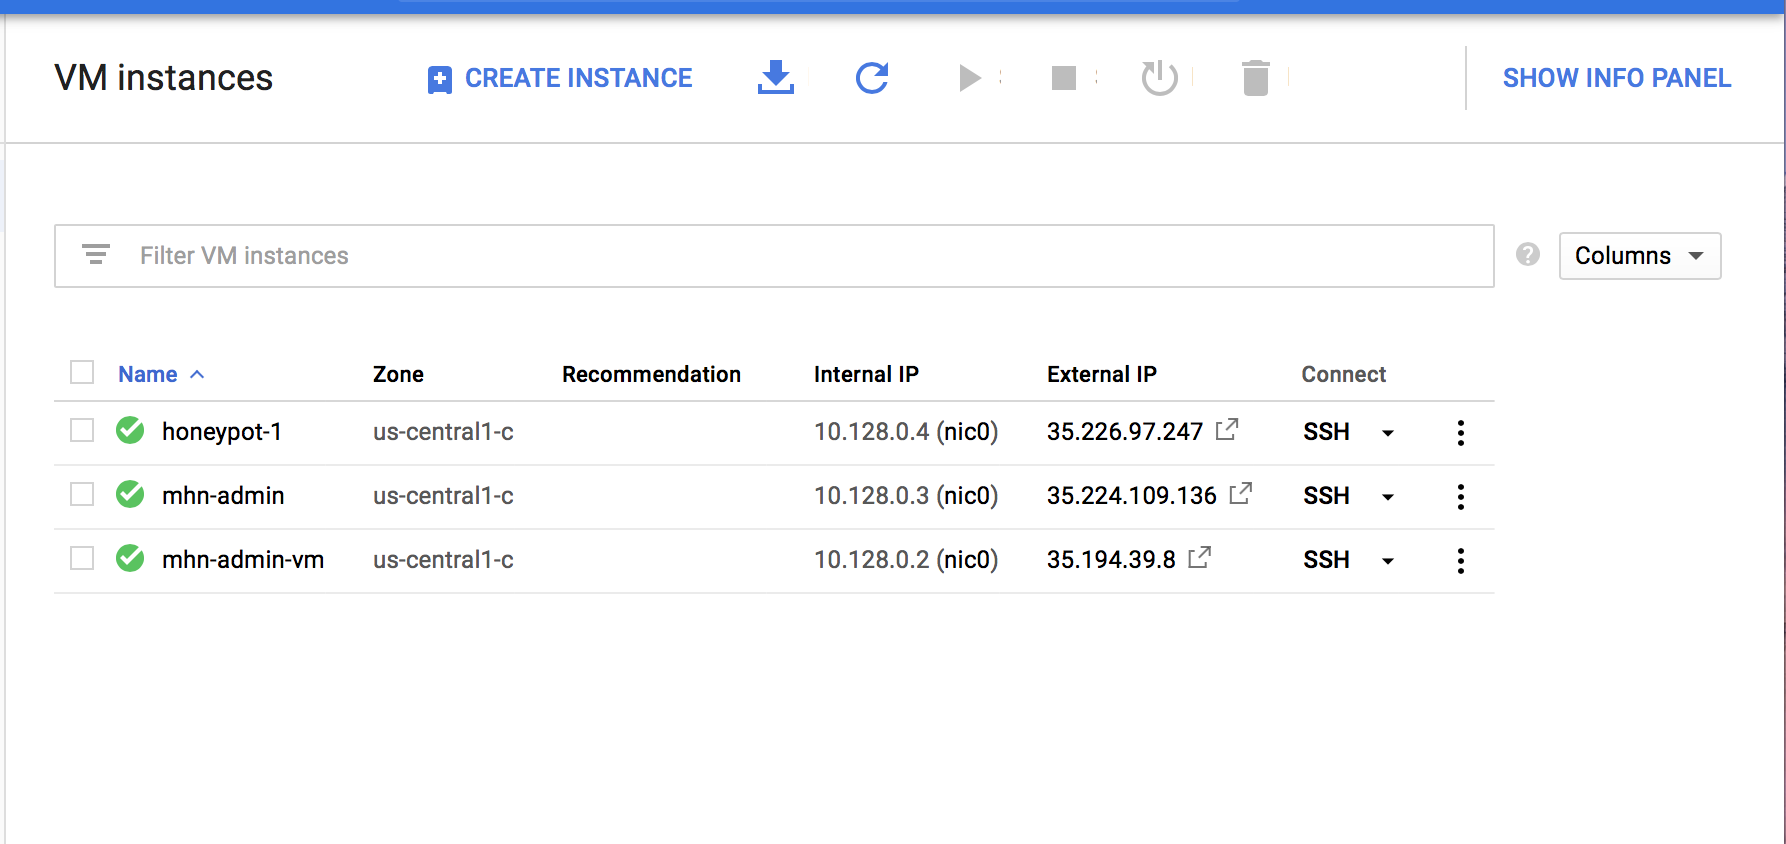 VM instances CREATE INSTANCE SHOW INFO PANEL
Filter VM instances ? Columns
Name Zone Recommendation Internal IP External IP Connect
honeypot-1 us-central1-c 10.128.0.4 (nic0) 35.226.97.247 SSH
mhn-admin us-central1-c 10.128.0.3 (nic0) 35.224.109.136 SSH
mhn-admin-vm us-central1-c 10.128.0.2 (nic0) 35.194.39.8 SSH